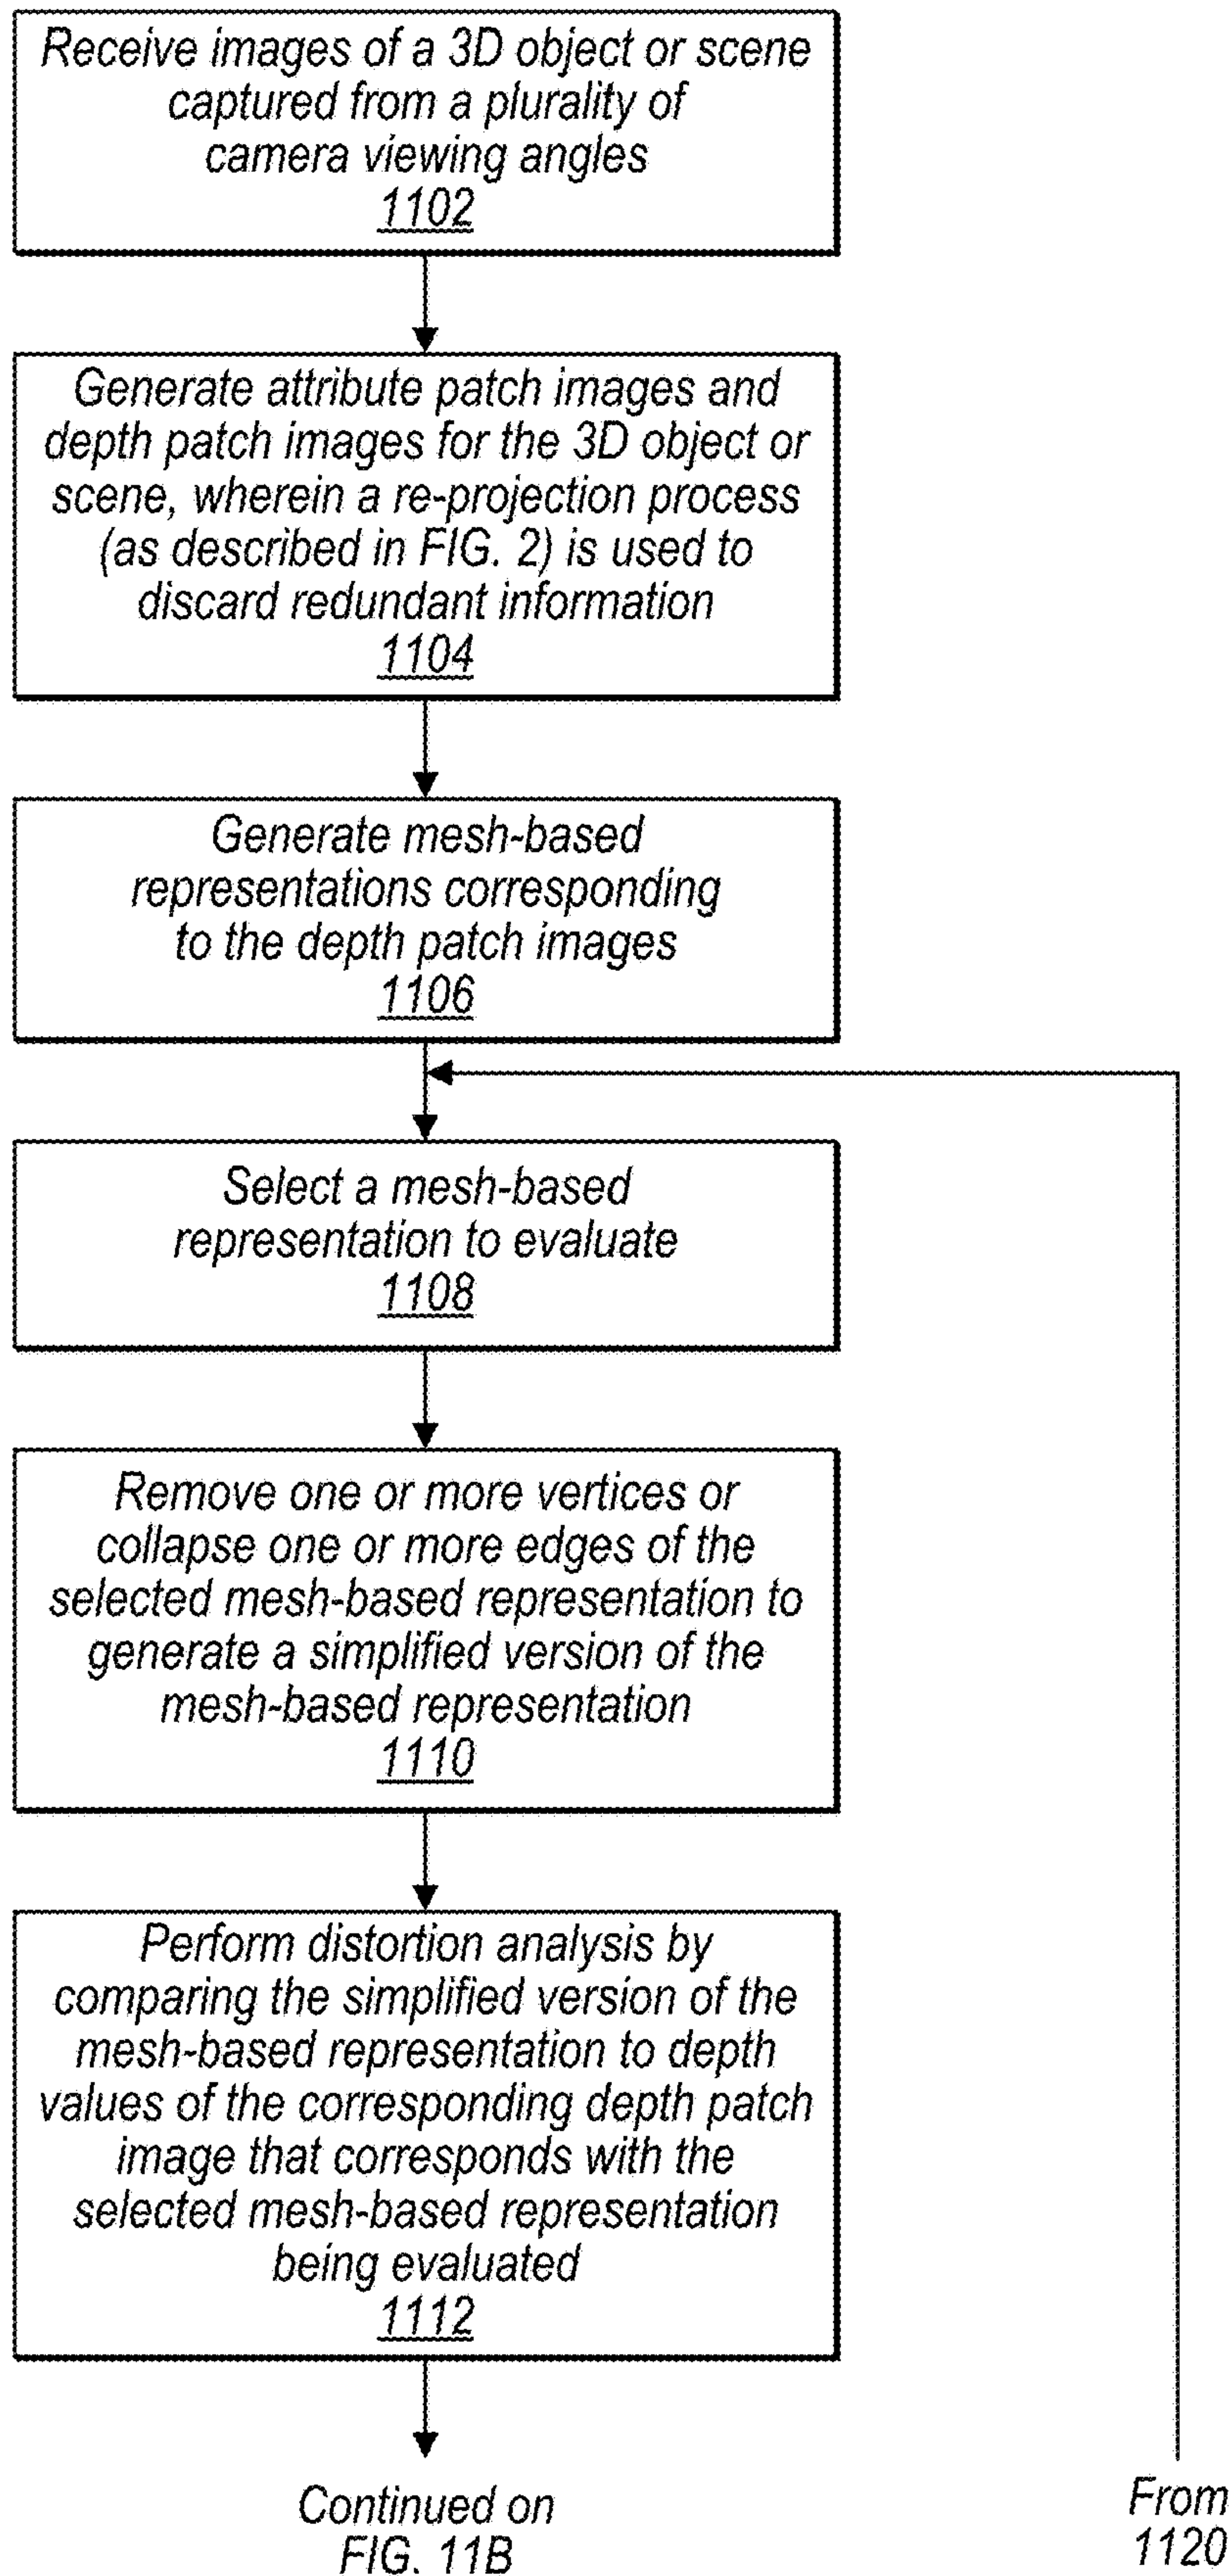 Receive images of a 3D object or scene
captured from a plurality of
camera viewing angles
1102
Generate attribute patch images and
depth patch images for the 3D object or
scene, wherein a re-projection process
(as described in FIG. 2) is used to
discard redundant information
1104
Generate mesh-based
representations corresponding
to the depth patch images
1106
Select a mesh-based
representation to evaluate
1108
Remove one or more vertices or
collapse one or more edges of the
selected mesh-based representation to
generate a simplified version of the
mesh-based representation
1110
Perform distortion analysis by
comparing the simplified version of the
mesh-based representation to depth
values of the corresponding depth patch
image that corresponds with the
selected mesh-based representation
being evaluated
1112
Continued on
FIG. 11B
From
1120